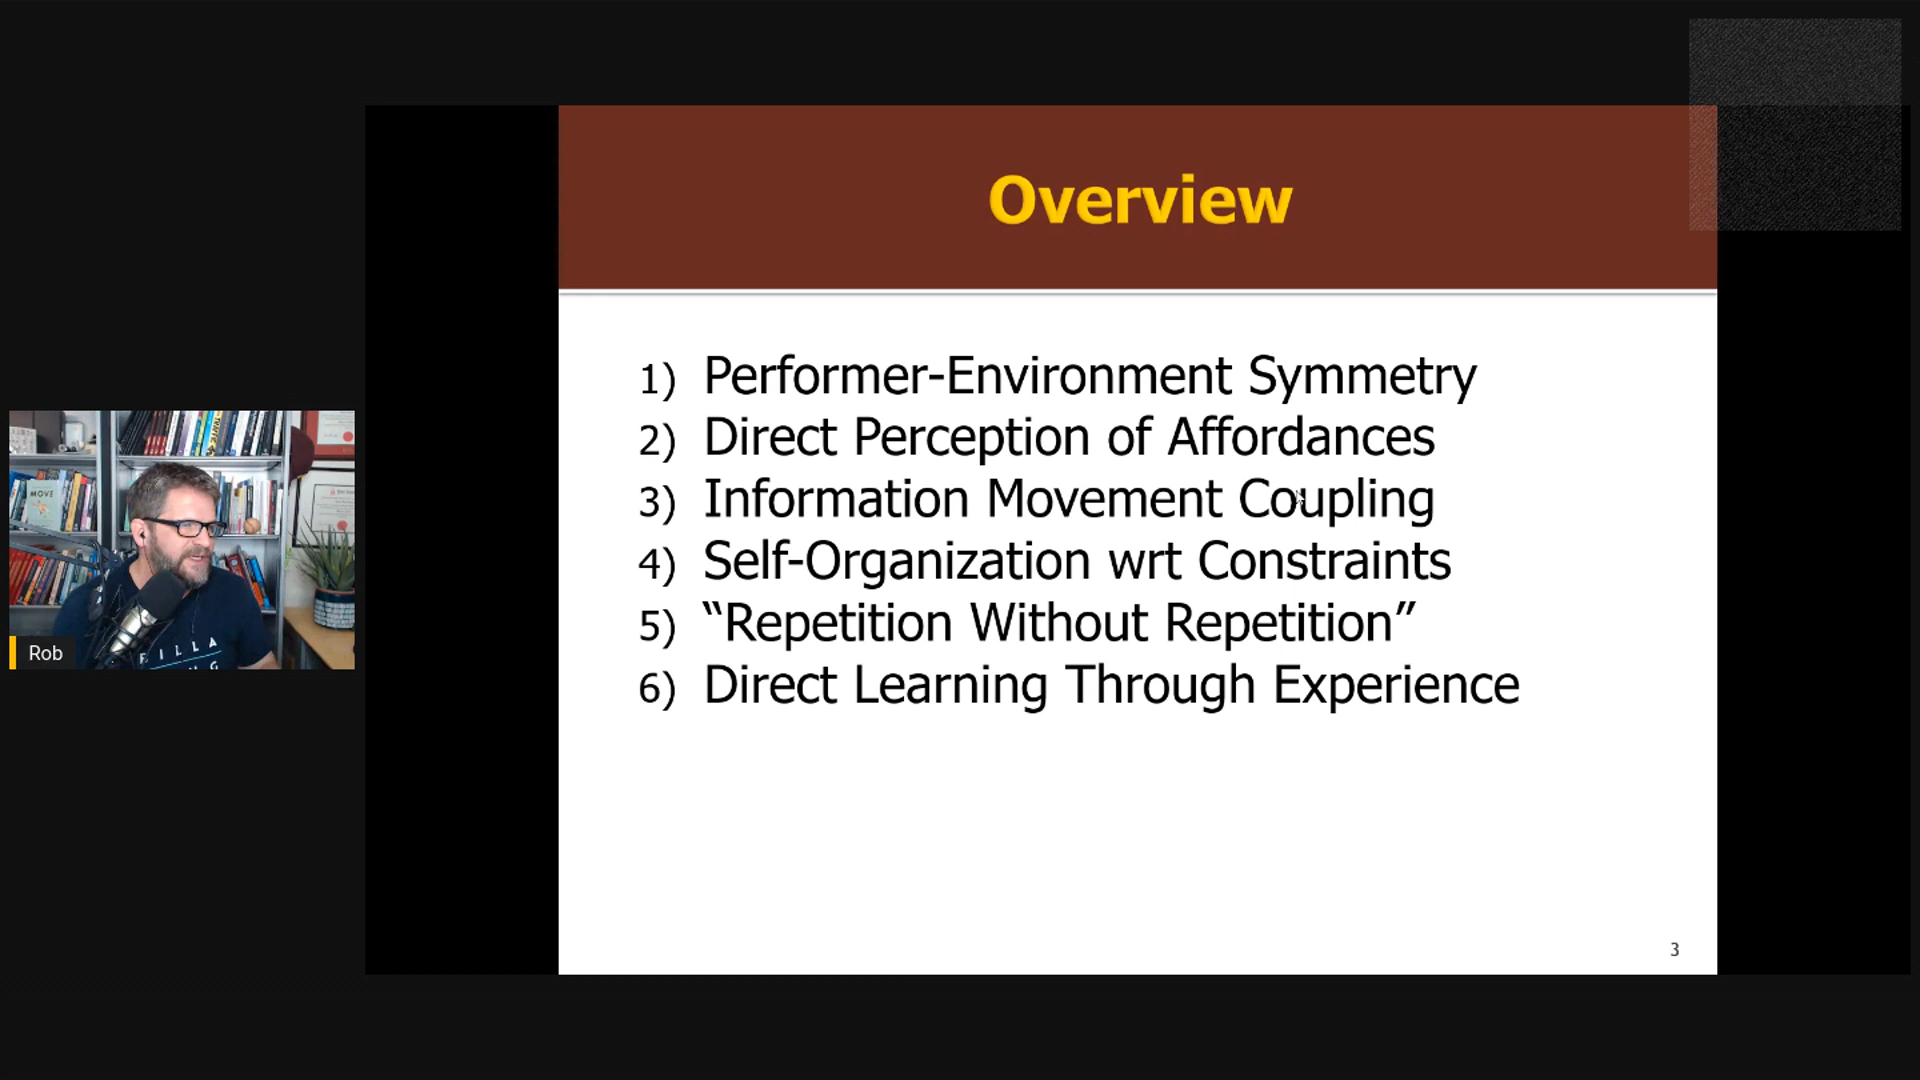 Overview
1) Performer-Environment Symmetry
2) Direct Perception of Affordances
3) Information Movement Coupling
4) Self-Organization wrt Constraints
5) “Repetition Without Repetition”
6) Direct Learning Through Experience
3
MOVE
Rob